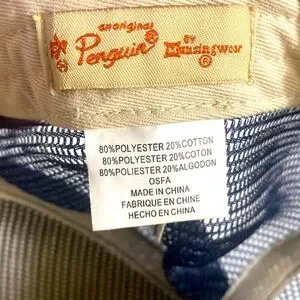 an original
Penguin®
BY
Munsingwear
®
80%POLYESTER 20%COTTON
80%POLYESTER 20%COTON
80%POLIESTER 20%ALGODON
OSFA
MADE IN CHINA
FABRIQUE EN CHINE
HECHO EN CHINA